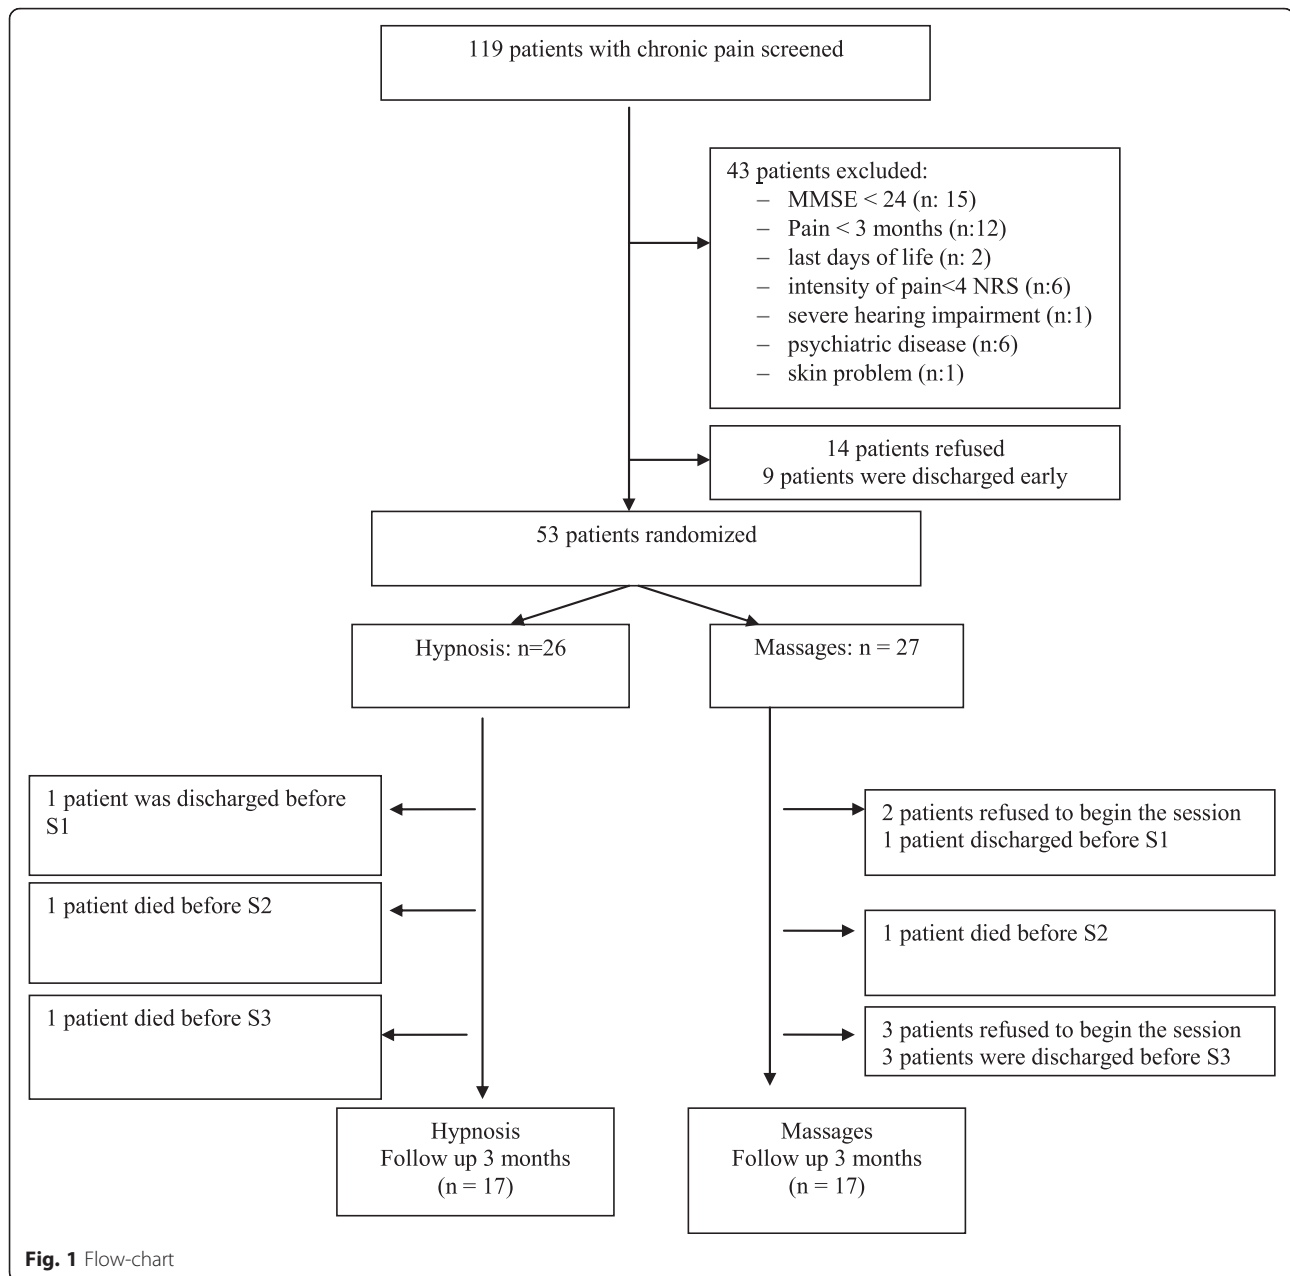 119 patients with chronic pain screened
43 patients excluded:
– MMSE < 24 (n: 15)
– Pain < 3 months (n:12)
– last days of life (n: 2)
– intensity of pain<4 NRS (n:6)
– severe hearing impairment (n:1)
– psychiatric disease (n:6)
– skin problem (n:1)
14 patients refused
9 patients were discharged early
53 patients randomized
Hypnosis: n=26
Massages: n = 27
1 patient was discharged before
S1
2 patients refused to begin the session
1 patient discharged before S1
1 patient died before S2
1 patient died before S2
1 patient died before S3
3 patients refused to begin the session
3 patients were discharged before S3
Hypnosis
Follow up 3 months
(n = 17)
Massages
Follow up 3 months
(n = 17)
Fig. 1 Flow-chart